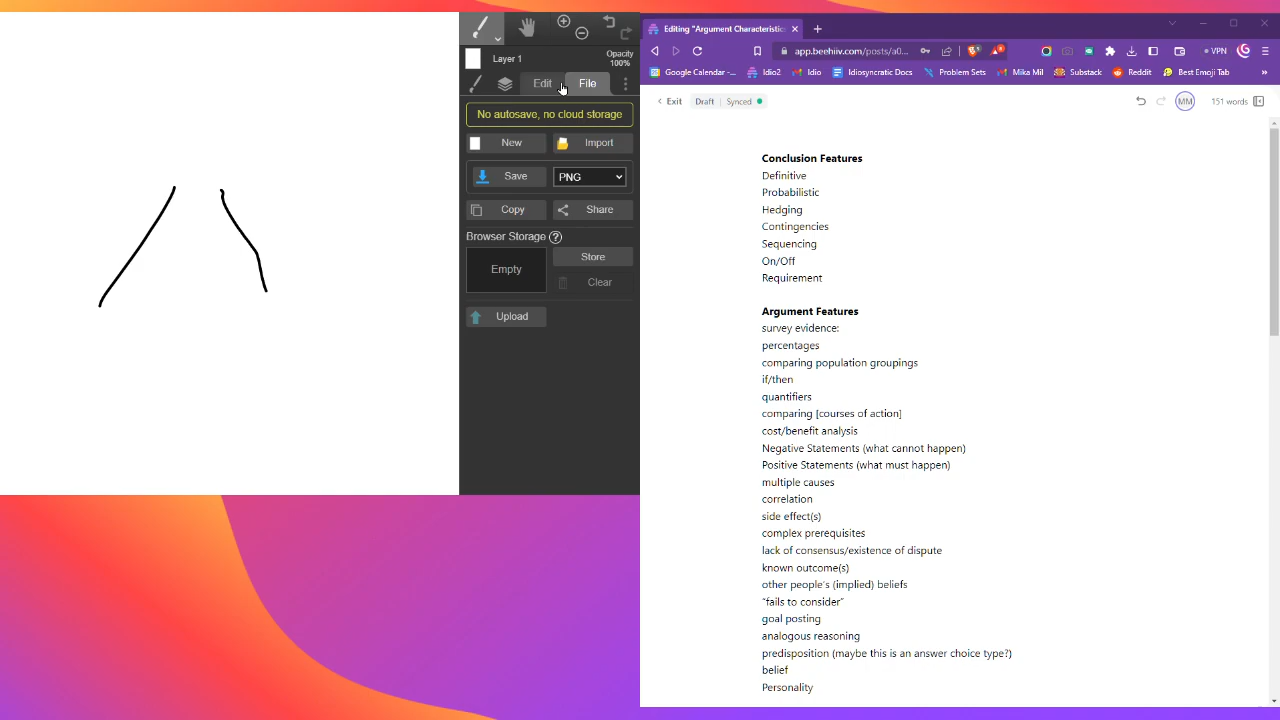 Layer 1
Opacity
100%
Edit
File
No autosave, no cloud storage
New
Import
Save
PNG
Copy
Share
Browser Storage ?
Empty
Store
Clear
Upload
Editing "Argument Characteristic
app.beehiiv.com/posts/a0...
VPN
Google Calendar -...
Idio2
Idio
Idiosyncratic Docs
Problem Sets
Mika Mil
Substack
Reddit
Best Emoji Tab
»
Exit
Draft
Synced
MM
151 words
Conclusion Features
Definitive
Probabilistic
Hedging
Contingencies
Sequencing
On/Off
Requirement
Argument Features
survey evidence:
percentages
comparing population groupings
if/then
quantifiers
comparing [courses of action]
cost/benefit analysis
Negative Statements (what cannot happen)
Positive Statements (what must happen)
multiple causes
correlation
side effect(s)
complex prerequisites
lack of consensus/existence of dispute
known outcome(s)
other people's (implied) beliefs
"fails to consider"
goal posting
analogous reasoning
predisposition (maybe this is an answer choice type?)
belief
Personality